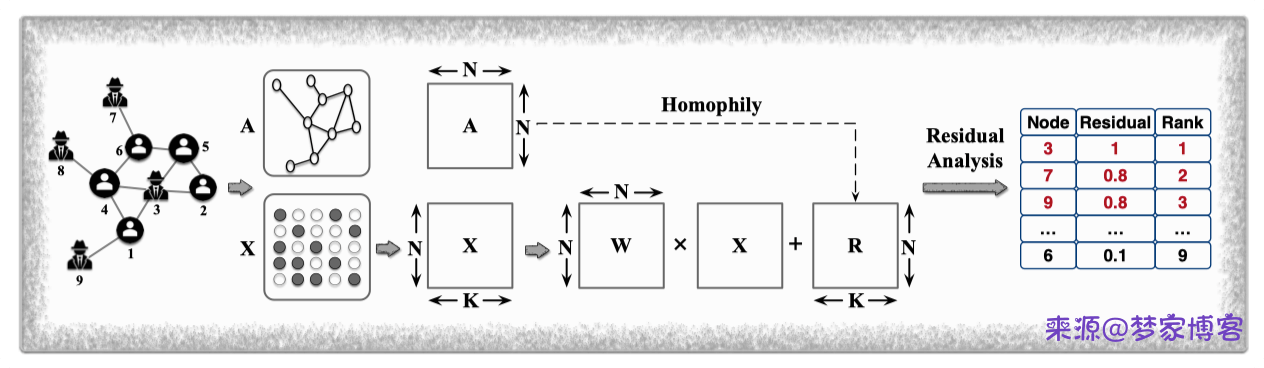 7
8
6
5
4
3
2
1
9
A
X
N
A
N
N
X
K
Homophily
N
N
W
×
X
+
R
N
K
Residual
Analysis
Node Residual Rank
3 1 1
7 0.8 2
9 0.8 3
... ... ...
6 0.1 9
来源@梦家博客